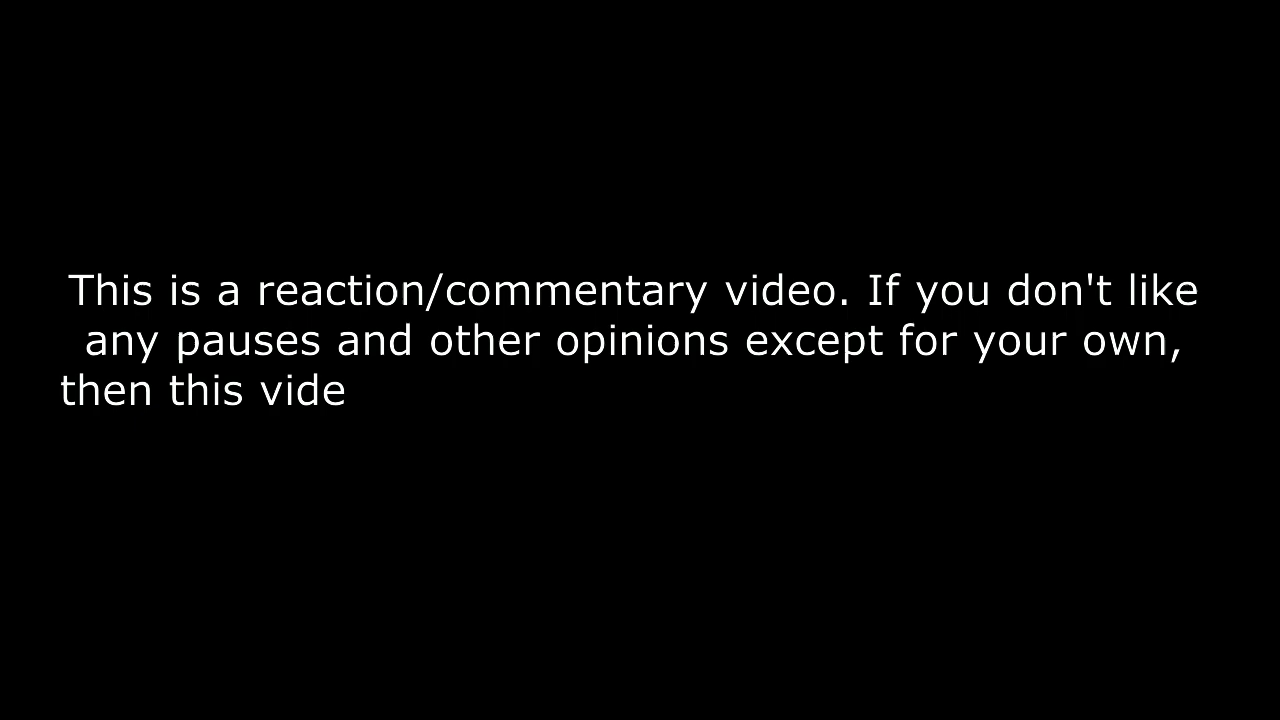 This is a reaction/commentary video. If you don't like
any pauses and other opinions except for your own,
then this vide